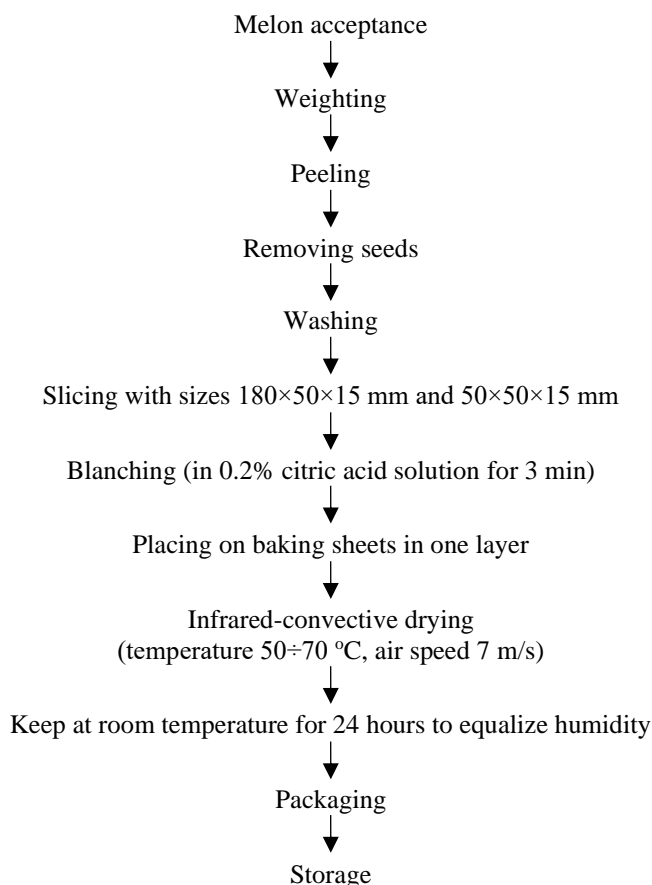 Melon acceptance
Weighting
Peeling
Removing seeds
Washing
Slicing with sizes 180×50×15 mm and 50×50×15 mm
Blanching (in 0.2% citric acid solution for 3 min)
Placing on baking sheets in one layer
Infrared-convective drying
(temperature 50÷70 °C, air speed 7 m/s)
Keep at room temperature for 24 hours to equalize humidity
Packaging
Storage